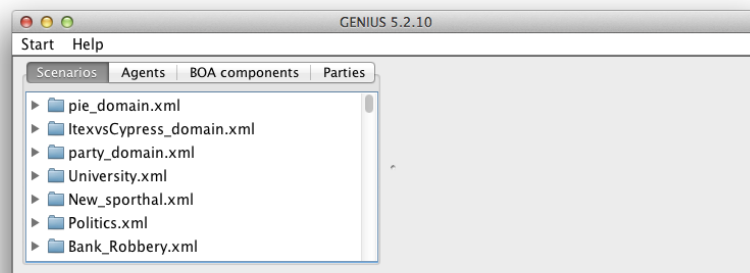 GENIUS 5.2.10
Start Help
Scenarios Agents BOA components Parties
pie_domain.xml
ItexvsCypress_domain.xml
party_domain.xml
University.xml
New_sporthal.xml
Politics.xml
Bank_Robbery.xml